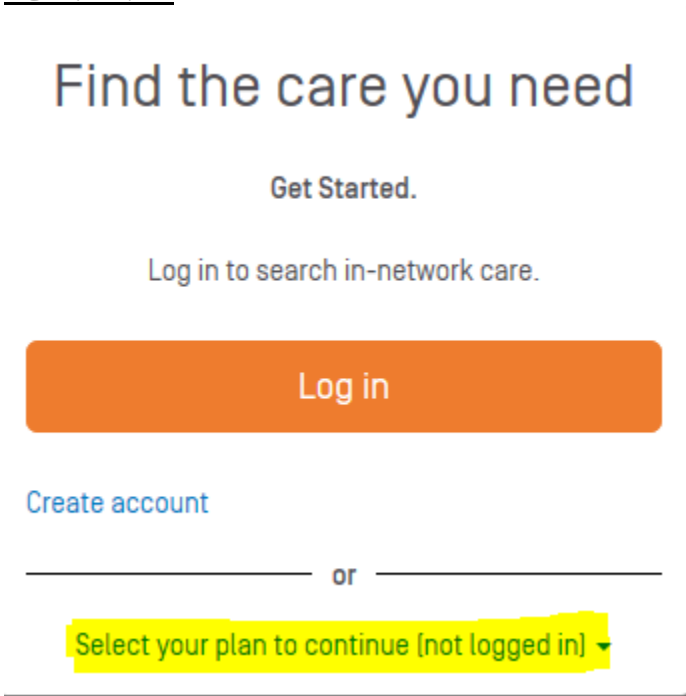 Find the care you need
Get Started.
Log in to search in-network care.
Log in
Create account
or
Select your plan to continue (not logged in)